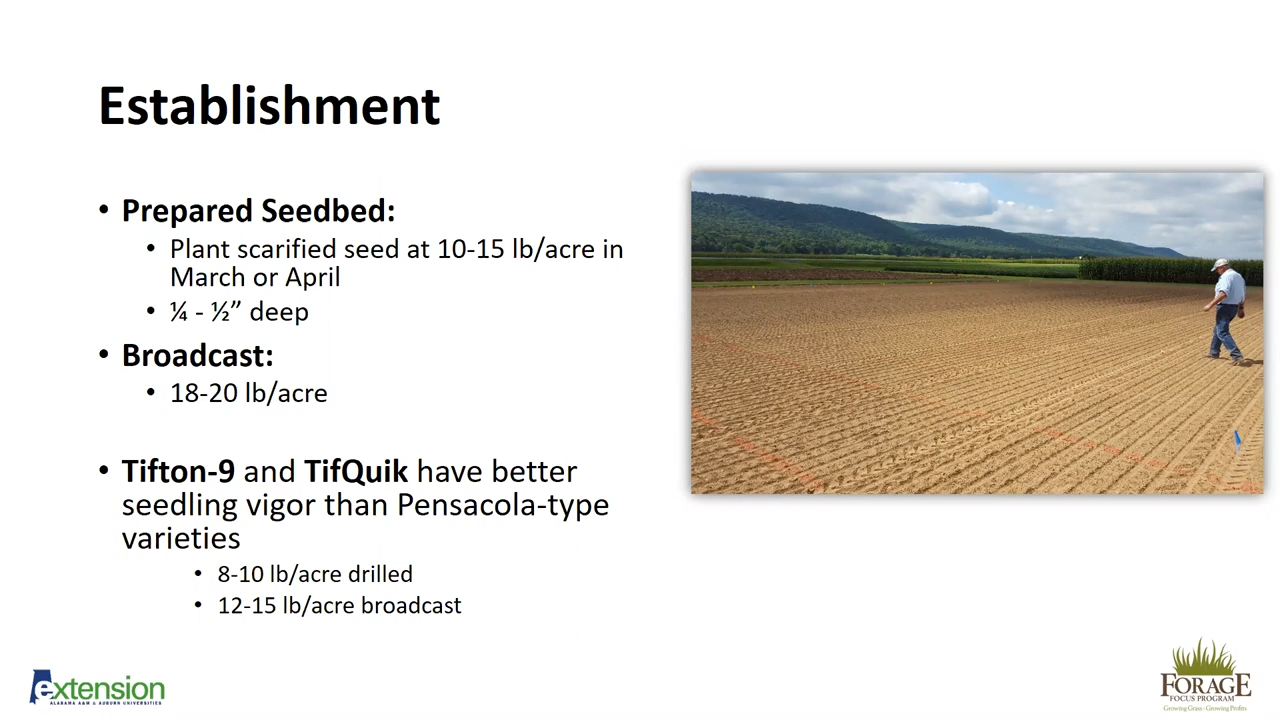 Establishment
• Prepared Seedbed:
• Plant scarified seed at 10-15 lb/acre in
March or April
• ¼ - ½” deep
• Broadcast:
• 18-20 lb/acre
• Tifton-9 and TifQuik have better
seedling vigor than Pensacola-type
varieties
• 8-10 lb/acre drilled
• 12-15 lb/acre broadcast
extension
ALABAMA A&M & AUBURN UNIVERSITIES
FORAGE
FOCUS PROGRAM
Growing Grass - Growing Profits